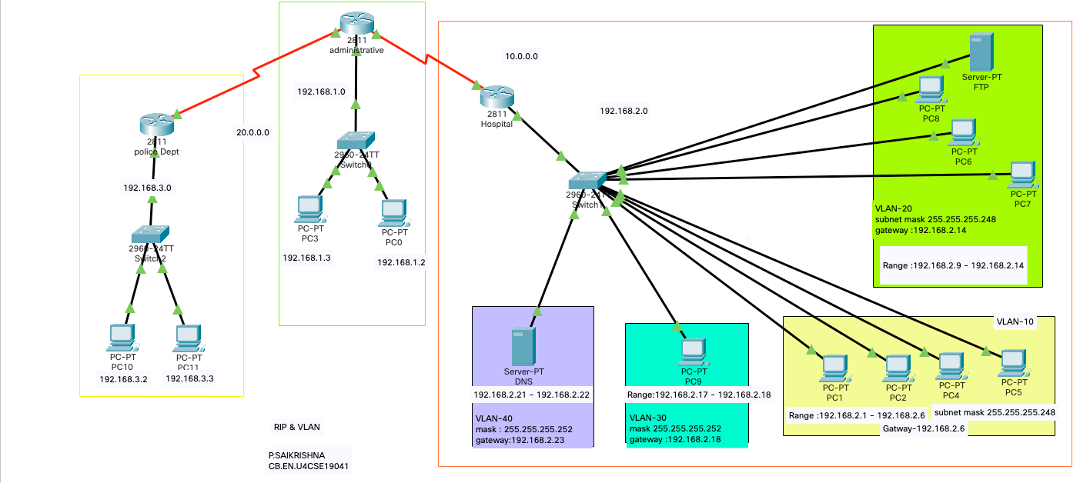 2811
administrative
192.168.1.0
2960-24TT
Switch0
PC-PT
PC3
PC-PT
PC0
192.168.1.3
192.168.1.2
20.0.0.0
2811
police Dept
192.168.3.0
2960-24TT
Switch2
PC-PT
PC10
PC-PT
PC11
192.168.3.2
192.168.3.3
10.0.0.0
2811
Hospital
192.168.2.0
2960-24TT
Switch1
Server-PT
FTP
PC-PT
PC8
PC-PT
PC6
PC-PT
PC7
VLAN-20
subnet mask 255.255.255.248
gateway :192.168.2.14
Range :192.168.2.9 - 192.168.2.14
Server-PT
DNS
192.168.2.21 - 192.168.2.22
VLAN-40
mask : 255.255.255.252
gateway:192.168.2.23
PC-PT
PC9
Range:192.168.2.17 - 192.168.2.18
VLAN-30
mask 255.255.255.252
gateway :192.168.2.18
VLAN-10
PC-PT
PC1
PC-PT
PC2
PC-PT
PC4
PC-PT
PC5
Range :192.168.2.1 - 192.168.2.6
subnet mask 255.255.255.248
Gatway-192.168.2.6
RIP & VLAN
P.SAIKRISHNA
CB.EN.U4CSE19041